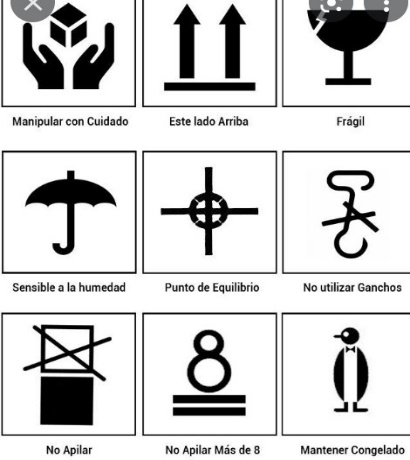 Manipular con Cuidado
Este lado Arriba
Frágil
Sensible a la humedad
Punto de Equilibrio
No utilizar Ganchos
8
No Apilar
No Apilar Más de 8
Mantener Congelado